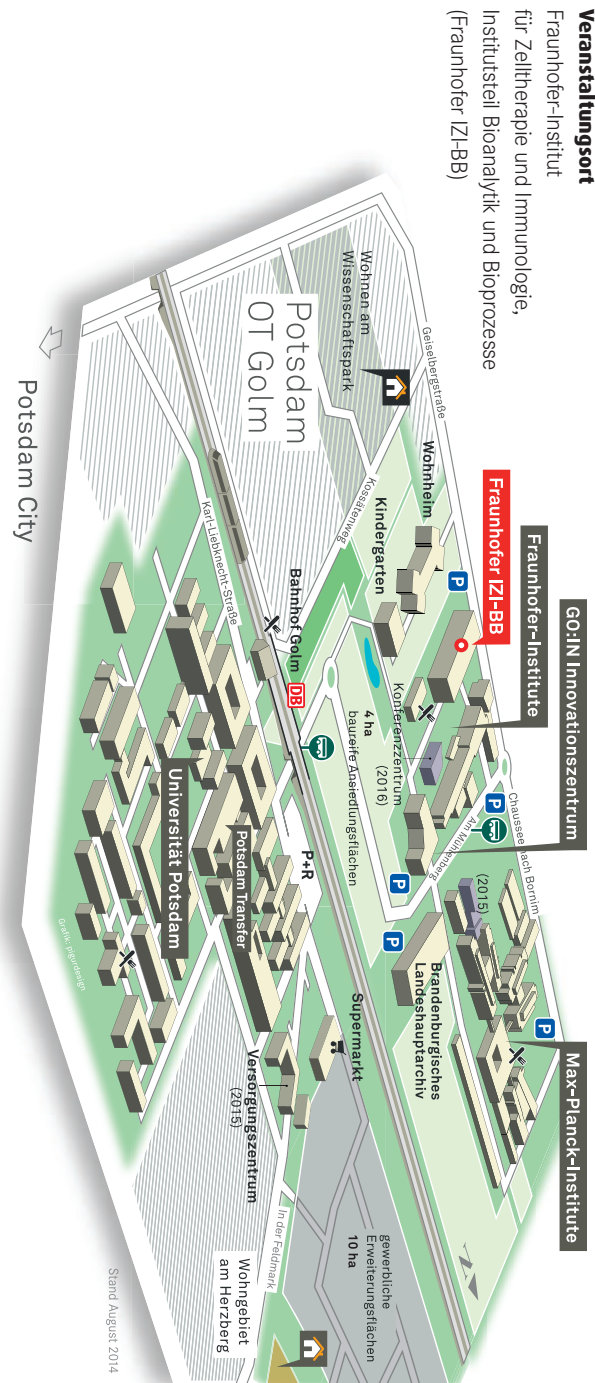 Veranstaltungsort
Fraunhofer-Institut
für Zelltherapie und Immunologie,
Institutsteil Bioanalytik und Bioprozesse
(Fraunhofer IZI-BB)
Fraunhofer IZI-BB
Fraunhofer-Institute
GO:IN Innovationszentrum
Max-Planck-Institute
Geiselbergstraße
Chaussee nach Bornim
Wohnen am
Wissenschaftspark
Wohnheim
Kindergarten
Kossätenweg
Potsdam
OT Golm
P
P
P
P
P
Am Mühlenberg
(2015)
Konferenzzentrum
(2016)
4 ha
baureife Ansiedlungsflächen
Brandenburgisches
Landeshauptarchiv
Bahnhof Golm
DB
Karl-Liebknecht-Straße
P+R
Supermarkt
Potsdam Transfer
Universität Potsdam
Versorgungszentrum
(2015)
gewerbliche
Erweiterungsflächen
10 ha
In der Feldmark
Wohngebiet
am Herzberg
N
Potsdam City
Grafik: pigurdesign
Stand August 2014